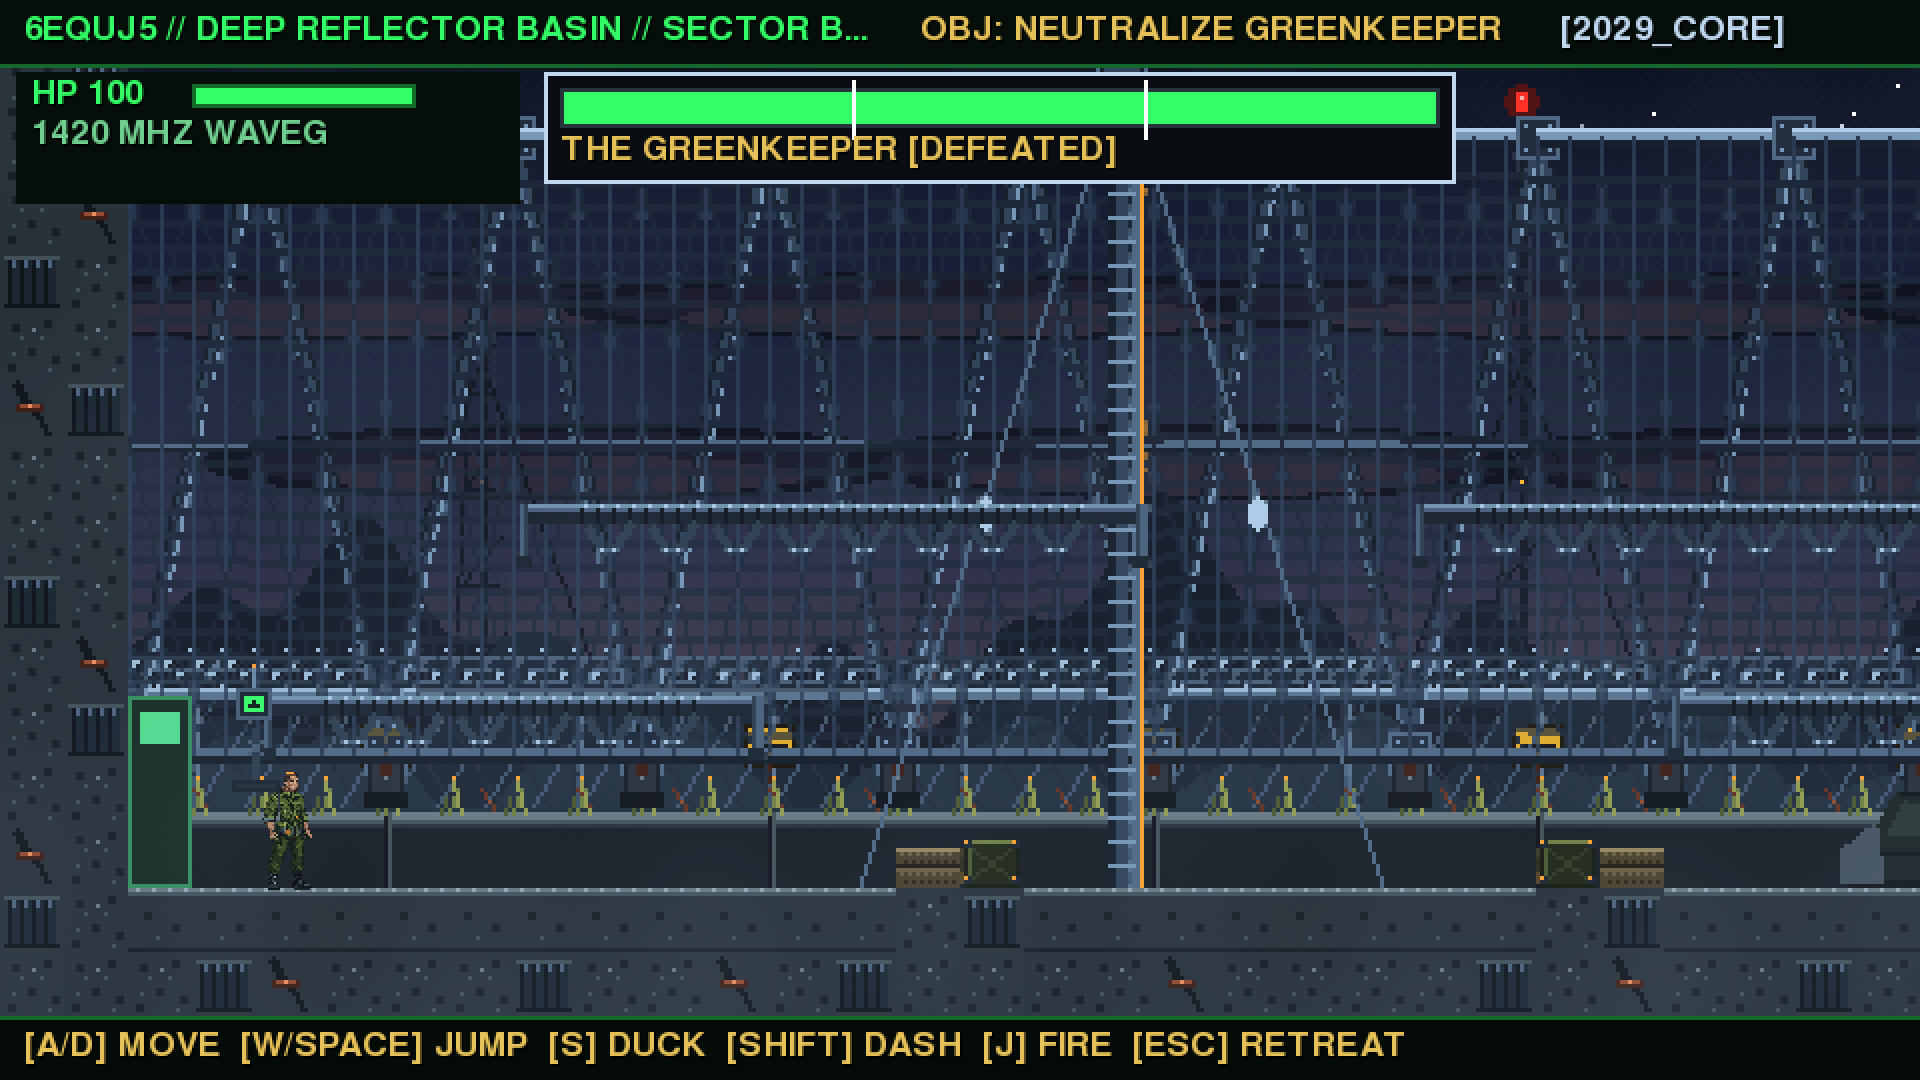 6EQUJ5 // DEEP REFLECTOR BASIN // SECTOR B... OBJ: NEUTRALIZE GREENKEEPER [2029_CORE]
HP 100
1420 MHZ WAVEG
THE GREENKEEPER [DEFEATED]
[A/D] MOVE [W/SPACE] JUMP [S] DUCK [SHIFT] DASH [J] FIRE [ESC] RETREAT